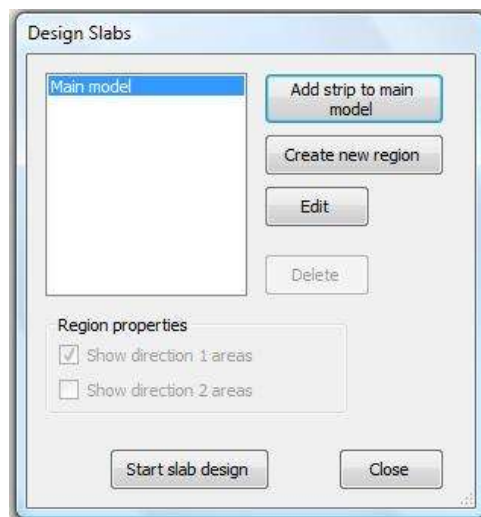 Design Slabs
Main model
Add strip to main
model
Create new region
Edit
Delete
Region properties
Show direction 1 areas
Show direction 2 areas
Start slab design
Close